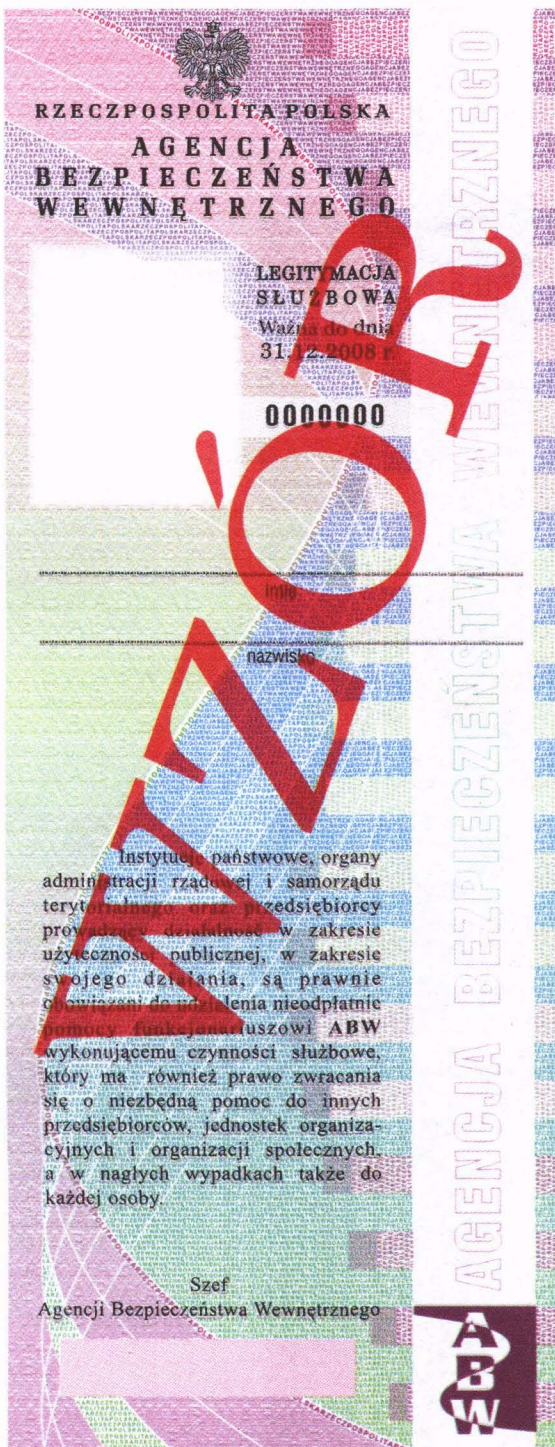 RZECZPOSPOLITA POLSKA
AGENCJA
BEZPIECZEŃSTWA
WEWNĘTRZNEGO
LEGITYMACJA
SŁUŻBOWA
Ważna do dnia
31.12.2008 r.
0000000
imię
nazwisko
WZÓR
Instytucje państwowe, organy
administracji rządowej i samorządu
terytorialnego oraz przedsiębiorcy
prowadzący działalność w zakresie
użyteczności publicznej, w zakresie
swojego działania, są prawnie
obowiązani do udzielenia nieodpłatnie
pomocy funkcjonariuszowi ABW
wykonującemu czynności służbowe,
który ma również prawo zwracania
się o niezbędną pomoc do innych
przedsiębiorców, jednostek organiza-
cyjnych i organizacji społecznych,
a w nagłych wypadkach także do
każdej osoby.
Szef
Agencji Bezpieczeństwa Wewnętrznego
AGENCJA BEZPIECZEŃSTWA WEWNĘTRZNEGO
ABW